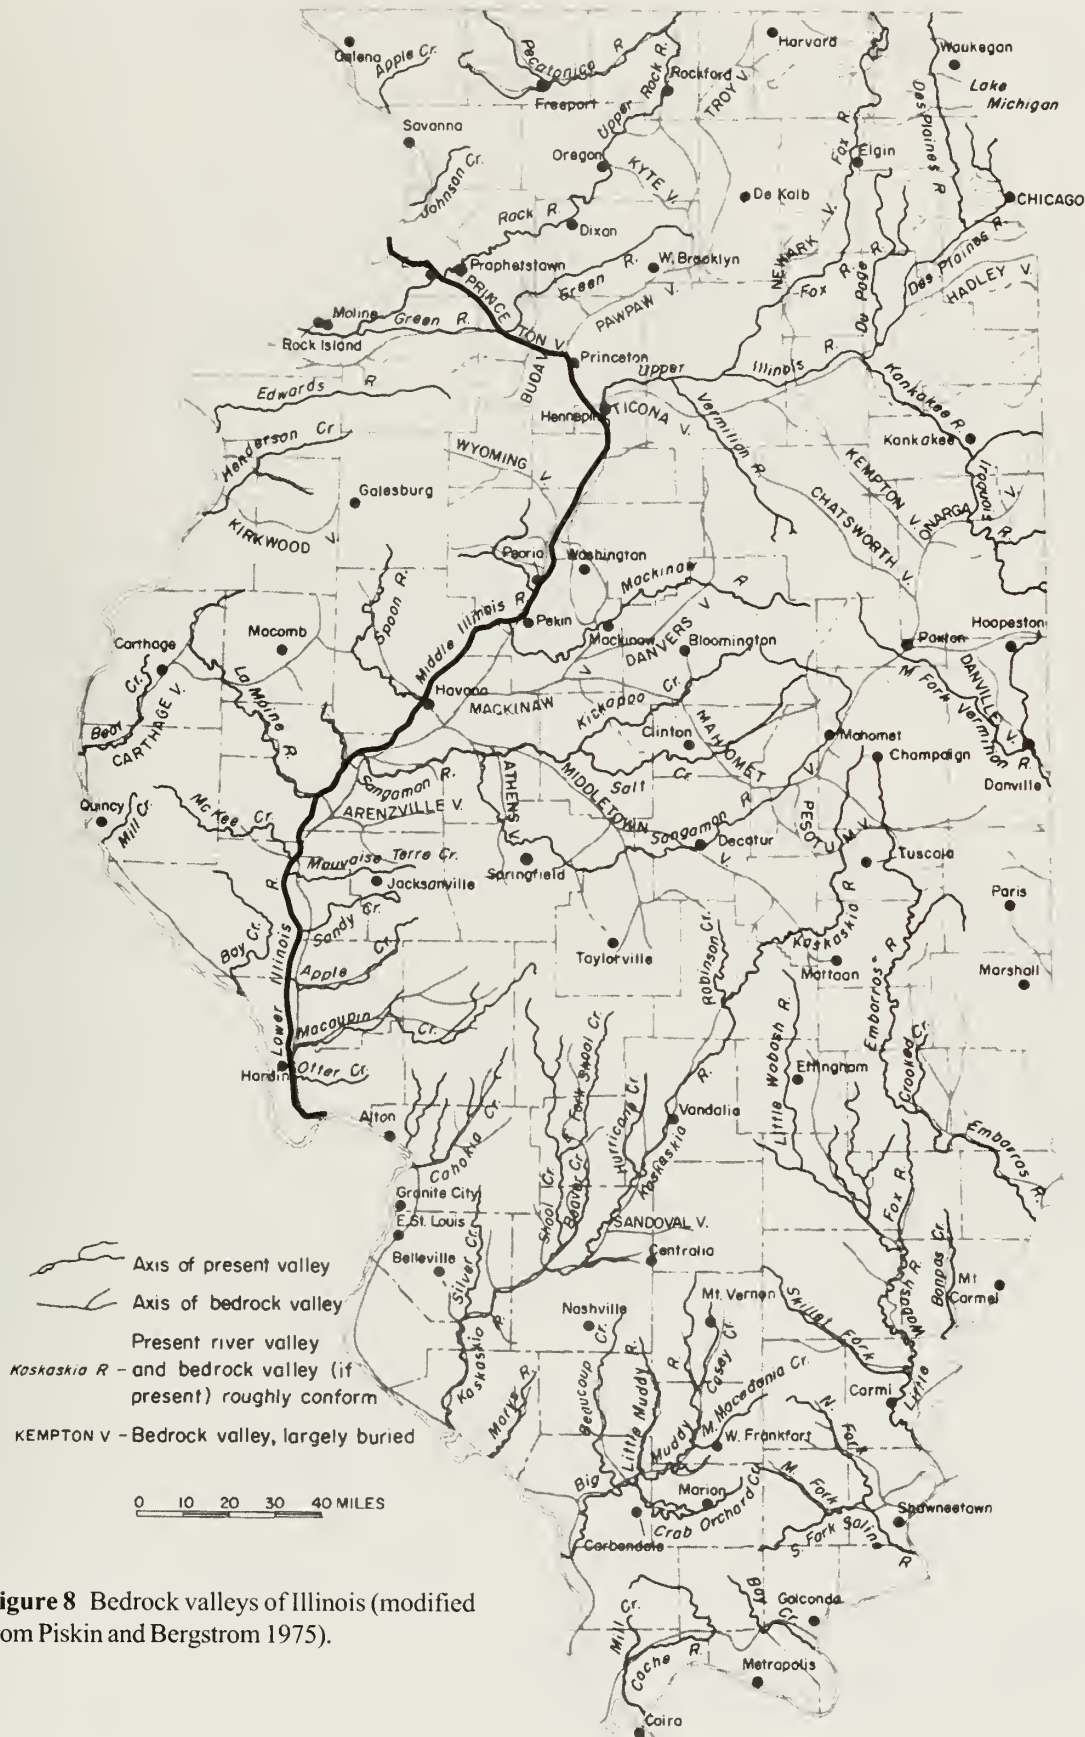 Galena
Apple Cr.
Pecatonica R
Freeport
Upper Rock R.
Rockford
TROY V.
Harvard
Waukegan
Lake Michigan
Des Plaines R
Savanna
Johnson Cr.
Oregon
KYTE V.
Fox R.
Elgin
De Kalb
CHICAGO
Rock R.
Dixon
Prophetstown
PRINCETON V.
Green R.
W. Brooklyn
PAWPAW V.
NEWARK V.
Fox R.
Du Page R.
Des Plaines R.
HADLEY V.
Moline
Rock Island
Green R.
BUDA
Princeton
Upper Illinois R.
Edwards R
Hennepin
TICONA V.
Vermilion R.
Kankakee R.
Kankakee
Henderson Cr
WYOMING V.
Galesburg
KIRKWOOD V.
KEMPTON V.
CHATSWORTH V.
ONARGA V.
Iroquois R.
Peoria
Washington
Mackinaw R
Spoon R.
Middle Illinois R
Pekin
Mackinaw
DANVERS V
Bloomington
Paxton
Hoopeston
Carthage
Macomb
La Moine R.
Bear Cr.
CARTHAGE V.
Havana
MACKINAW V
Kickapoo Cr.
Clinton
MAHOMET V
Mahomet
M Fork Vermilion R.
DANVILLE V.
Champaign
Danville
Quincy
Mill Cr.
McKee Cr.
Sangamon R.
ARENZVILLE V.
ATHENS V.
MIDDLETOWN V.
Salt Cr
Sangamon R
Decatur
PESOTUM V.
Tuscola
Mauvaise Terre Cr.
Jacksonville
Springfield
Paris
Bay Cr.
Sandy Cr.
Apple Cr.
Lower Illinois R.
Taylorville
Robinson Cr.
Kaskaskia R
Mattoon
Marshall
Macoupin Cr.
Otter Cr.
Hardin
Little Wabash R.
Effingham
Embarras R
Crooked Cr.
Alton
Cahokia Cr.
Shoal Cr.
Beaver Cr.
E Fork Shoal Cr.
Hurricane Cr
Kaskaskia R.
Vandalia
Embarras R.
Granite City
E. St. Louis
Belleville
Silver Cr.
SANDOVAL V.
Centralia
Fox R.
Bonpas Cr.
Mt Carmel
Nashville
Mt. Vernon
Skillet Fork
Little Wabash R.
Kaskaskia R.
Marys R.
Beaucoup Cr.
Little Muddy R.
Casey Cr.
M. Macedonia Cr.
Big Muddy R.
W. Frankfort
Carmi
N. Fork
Marion
Crab Orchard Cr
Carbondale
M. Fork
S. Fork Saline R
Shawneetown
Bay Cr.
Golconda
Mill Cr.
Cache R.
Metropolis
Cairo
Axis of present valley
Axis of bedrock valley
Present river valley
Kaskaskia R - and bedrock valley (if
present) roughly conform
KEMPTON V - Bedrock valley, largely buried
0 10 20 30 40 MILES
igure 8 Bedrock valleys of Illinois (modified
om Piskin and Bergstrom 1975).